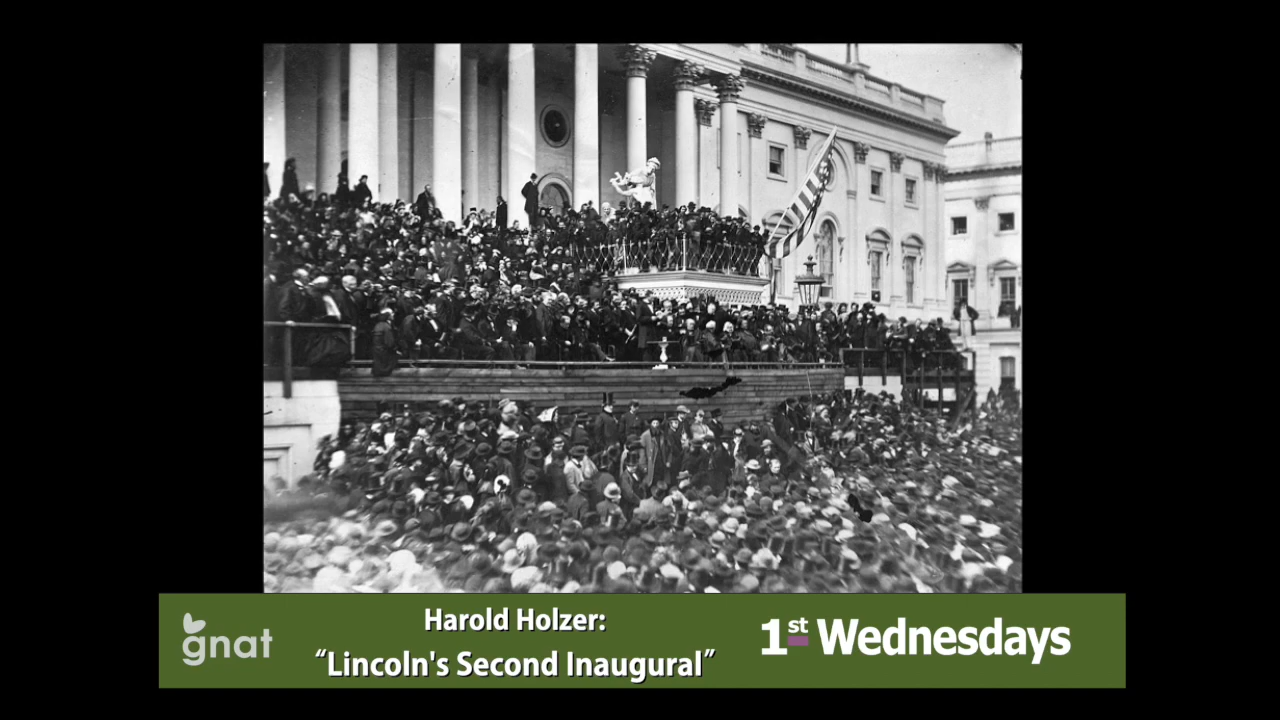 gnat
Harold Holzer:
“Lincoln's Second Inaugural”
1st Wednesdays